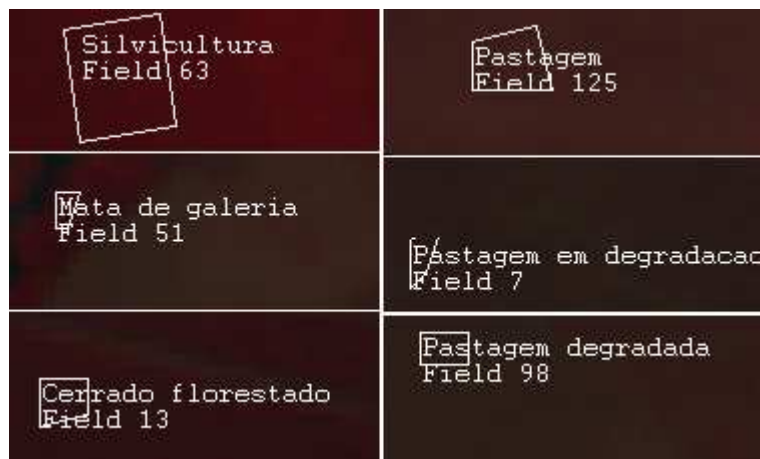 Silvicultura
Field 63
Pastagem
Field 125
Mata de galeria
Field 51
Pastagem em degradacac
Field 7
Cerrado florestado
Field 13
Pastagem degradada
Field 98